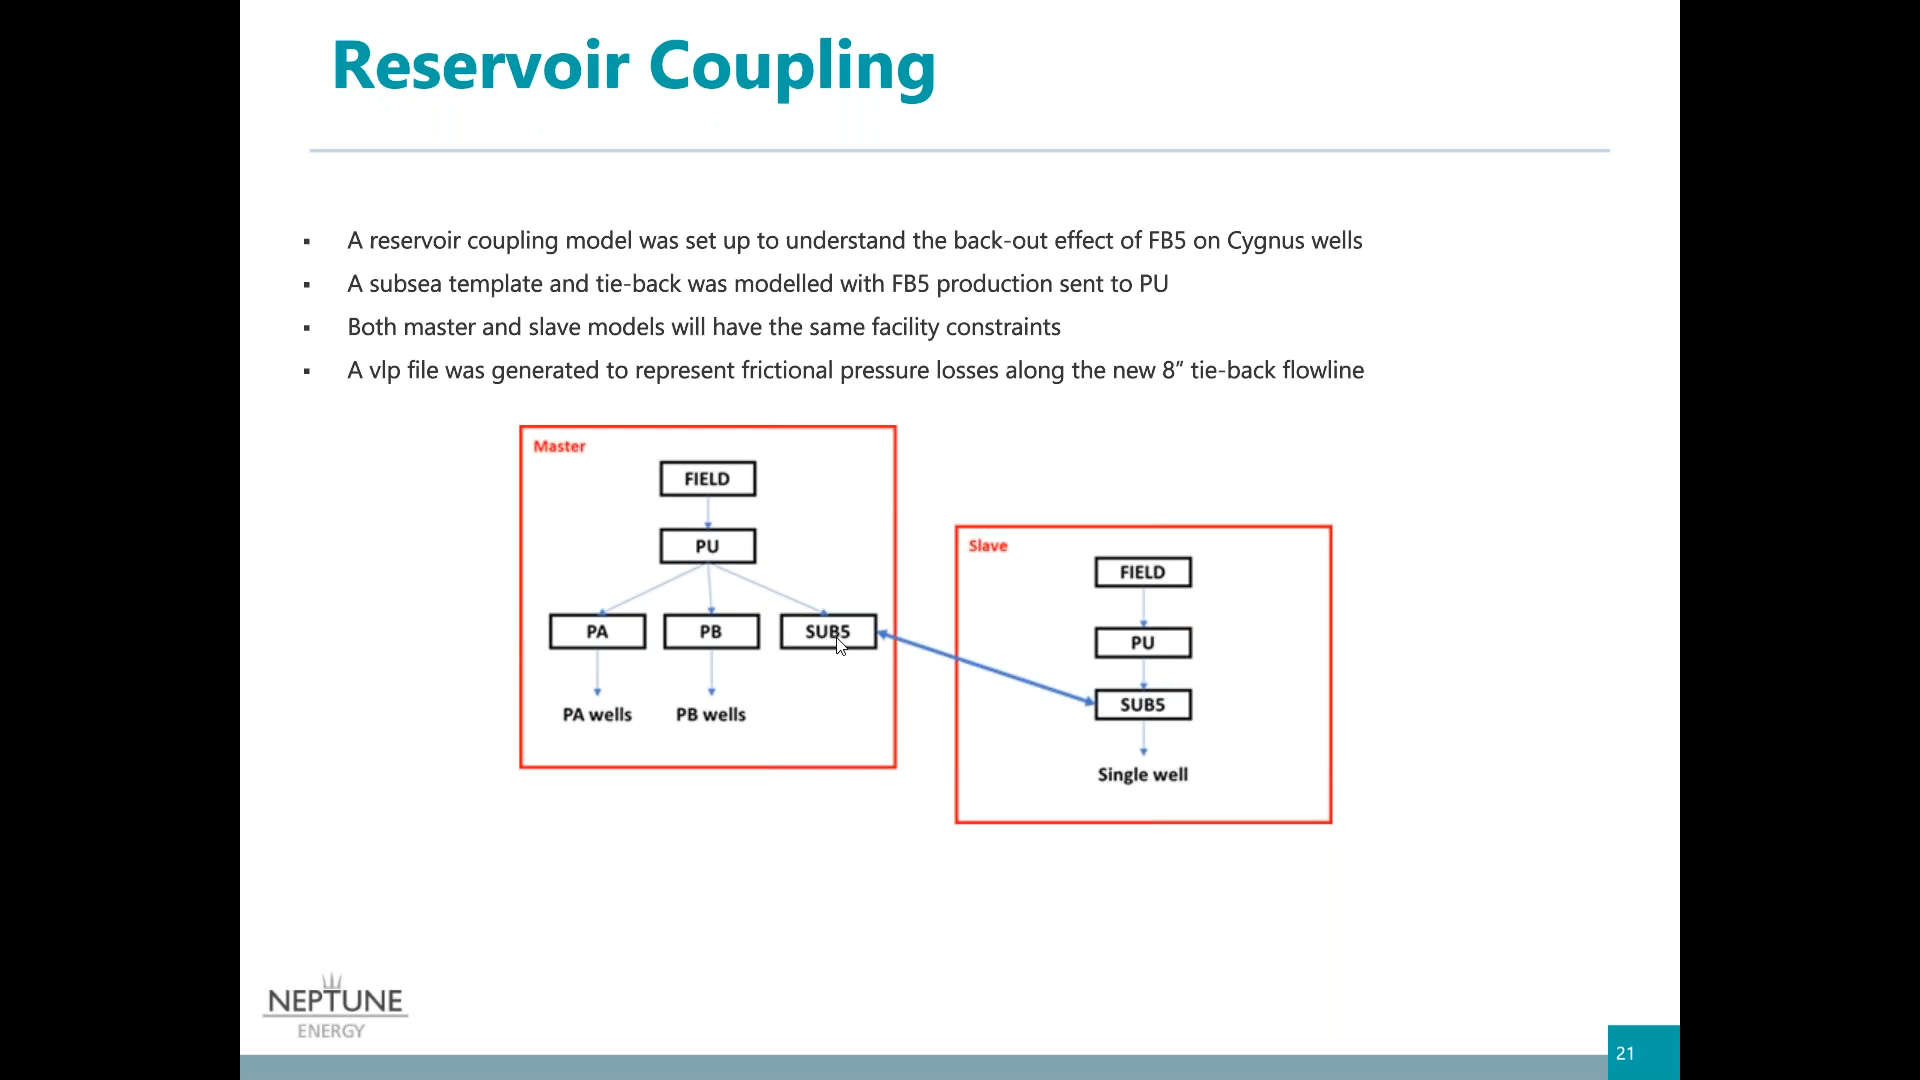 Reservoir Coupling
▪ A reservoir coupling model was set up to understand the back-out effect of FB5 on Cygnus wells
▪ A subsea template and tie-back was modelled with FB5 production sent to PU
▪ Both master and slave models will have the same facility constraints
▪ A vlp file was generated to represent frictional pressure losses along the new 8″ tie-back flowline
Master
FIELD
PU
PA
PB
SUB5
PA wells
PB wells
Slave
FIELD
PU
SUB5
Single well
NEPTUNE
ENERGY
21